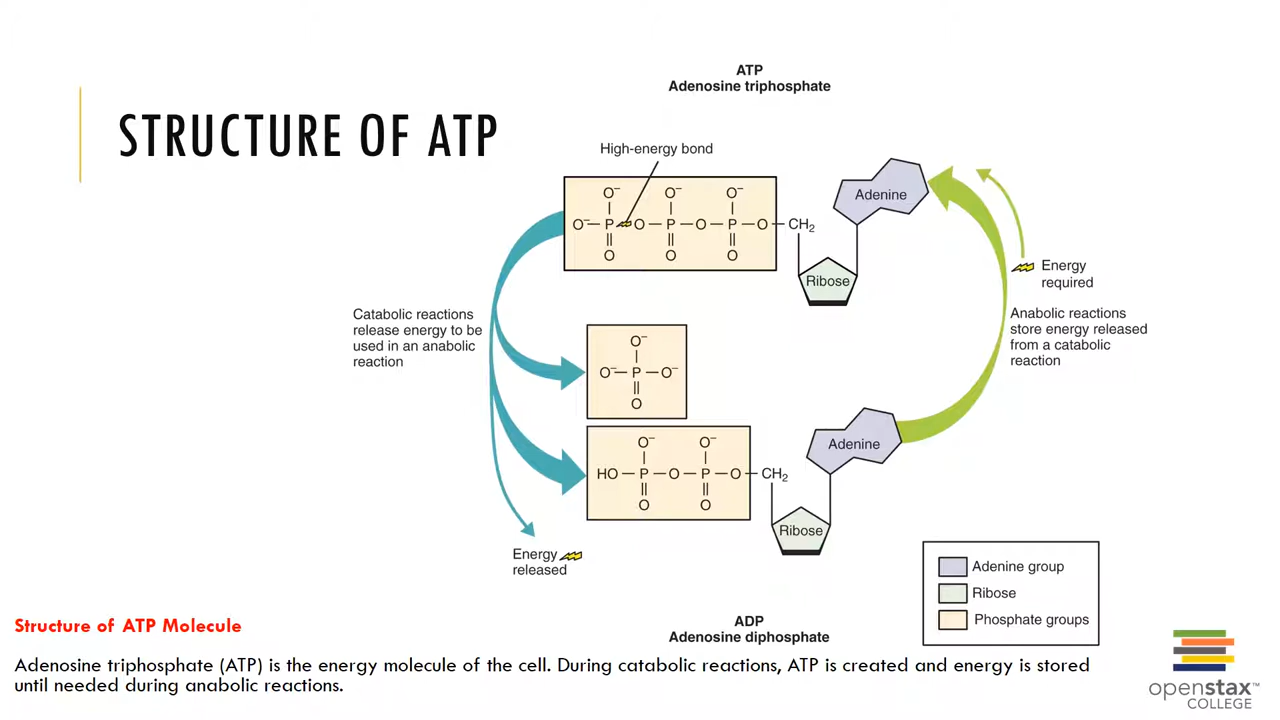 STRUCTURE OF ATP
ATP
Adenosine triphosphate
High-energy bond
O⁻ O⁻ O⁻
O⁻ P O P O P O CH₂
O O O
Adenine
Ribose
Energy
required
Catabolic reactions
release energy to be
used in an anabolic
reaction
Anabolic reactions
store energy released
from a catabolic
reaction
O⁻
O⁻ P O⁻
O
O⁻ O⁻
HO P O P O CH₂
O O
Adenine
Ribose
Energy
released
Adenine group
Ribose
Phosphate groups
ADP
Adenosine diphosphate
Structure of ATP Molecule
Adenosine triphosphate (ATP) is the energy molecule of the cell. During catabolic reactions, ATP is created and energy is stored
until needed during anabolic reactions.
openstax™
COLLEGE